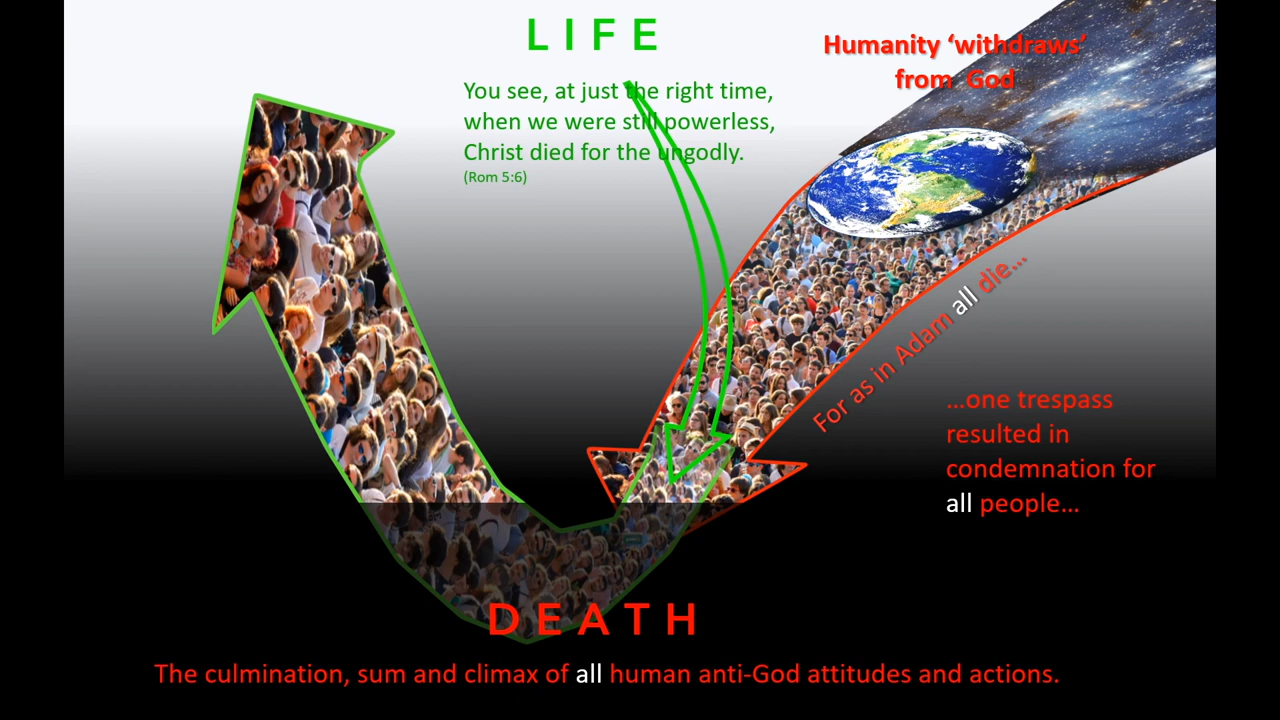 LIFE
Humanity ‘withdraws’
from God
You see, at just the right time,
when we were still powerless,
Christ died for the ungodly.
(Rom 5:6)
For as in Adam all die...
...one trespass
resulted in
condemnation for
all people...
DEATH
The culmination, sum and climax of all human anti-God attitudes and actions.